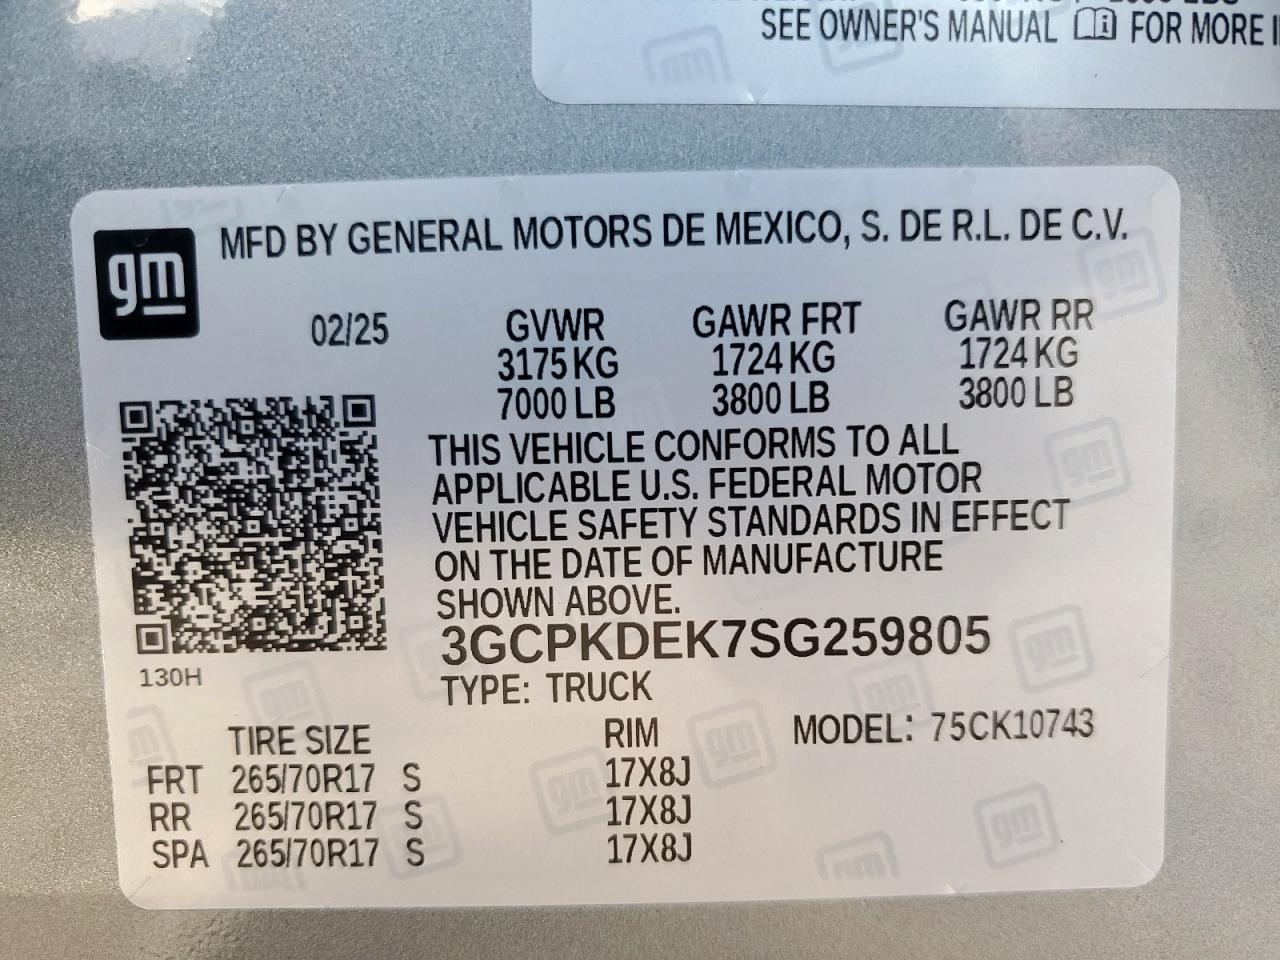 SEE OWNER'S MANUAL FOR MORE
gm
MFD BY GENERAL MOTORS DE MEXICO, S. DE R.L. DE C.V.
02/25 GVWR GAWR FRT GAWR RR
3175 KG 1724 KG 1724 KG
7000 LB 3800 LB 3800 LB
THIS VEHICLE CONFORMS TO ALL
APPLICABLE U.S. FEDERAL MOTOR
VEHICLE SAFETY STANDARDS IN EFFECT
ON THE DATE OF MANUFACTURE
SHOWN ABOVE.
3GCPKDEK7SG259805
130H
TYPE: TRUCK
TIRE SIZE RIM MODEL: 75CK10743
FRT 265/70R17 S 17X8J
RR 265/70R17 S 17X8J
SPA 265/70R17 S 17X8J